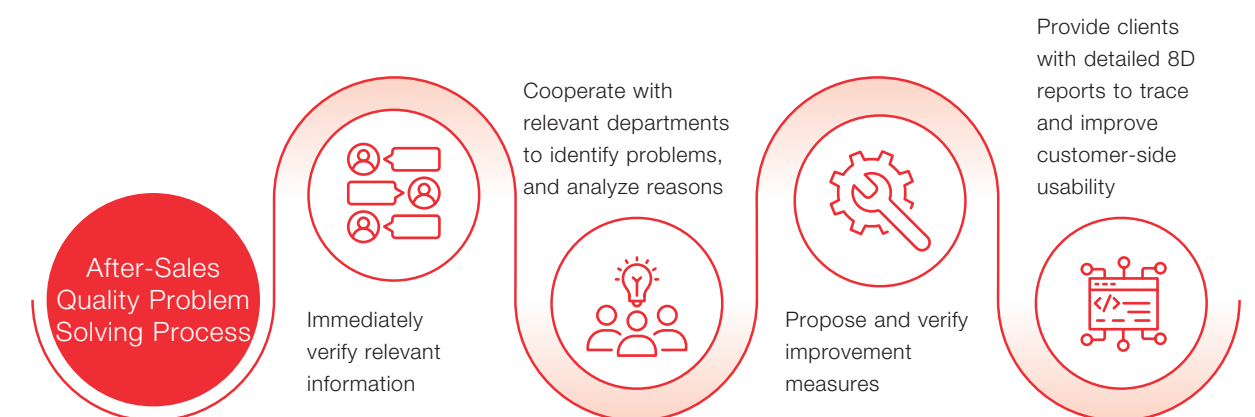 After-Sales
Quality Problem
Solving Process
Immediately
verify relevant
information
Cooperate with
relevant departments
to identify problems,
and analyze reasons
Propose and verify
improvement
measures
Provide clients
with detailed 8D
reports to trace
and improve
customer-side
usability